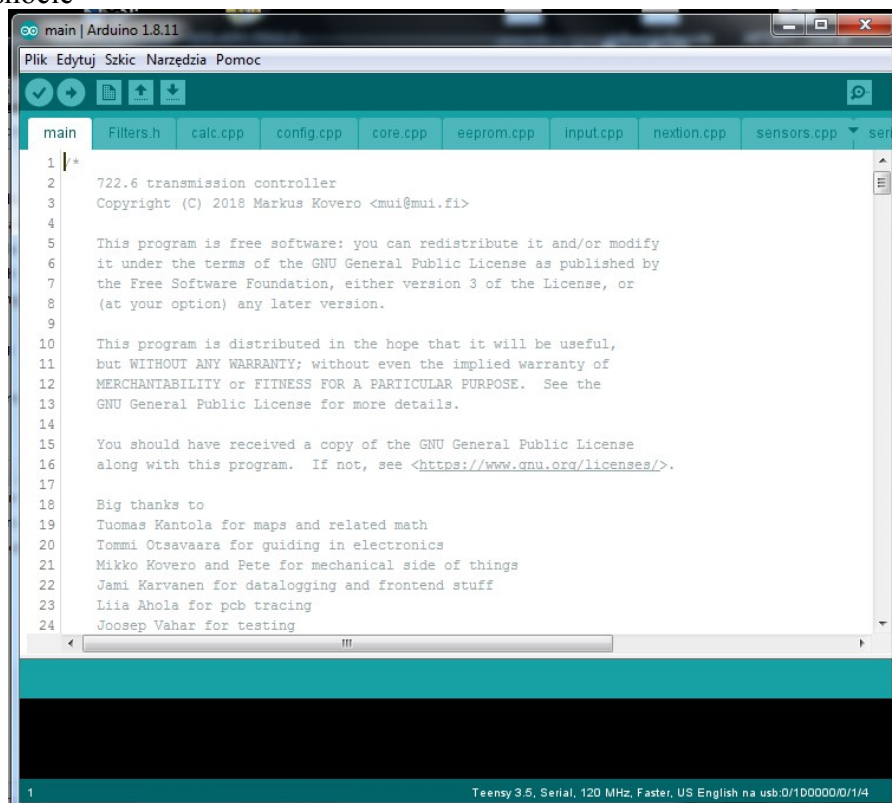 main | Arduino 1.8.11
Plik Edytuj Szkic Narzędzia Pomoc
main Filters.h calc.cpp config.cpp core.cpp eeprom.cpp input.cpp nextion.cpp sensors.cpp seri
1 /*
2 722.6 transmission controller
3 Copyright (C) 2018 Markus Kovero <mui@mui.fi>
4
5 This program is free software: you can redistribute it and/or modify
6 it under the terms of the GNU General Public License as published by
7 the Free Software Foundation, either version 3 of the License, or
8 (at your option) any later version.
9
10 This program is distributed in the hope that it will be useful,
11 but WITHOUT ANY WARRANTY; without even the implied warranty of
12 MERCHANTABILITY or FITNESS FOR A PARTICULAR PURPOSE. See the
13 GNU General Public License for more details.
14
15 You should have received a copy of the GNU General Public License
16 along with this program. If not, see <https://www.gnu.org/licenses/>.
17
18 Big thanks to
19 Tuomas Kantola for maps and related math
20 Tommi Otsavaara for guiding in electronics
21 Mikko Kovero and Pete for mechanical side of things
22 Jami Karvanen for datalogging and frontend stuff
23 Liia Ahola for pcb tracing
24 Joosep Vahar for testing
1 Teensy 3.5, Serial, 120 MHz, Faster, US English na usb:0/1D0000/0/1/4